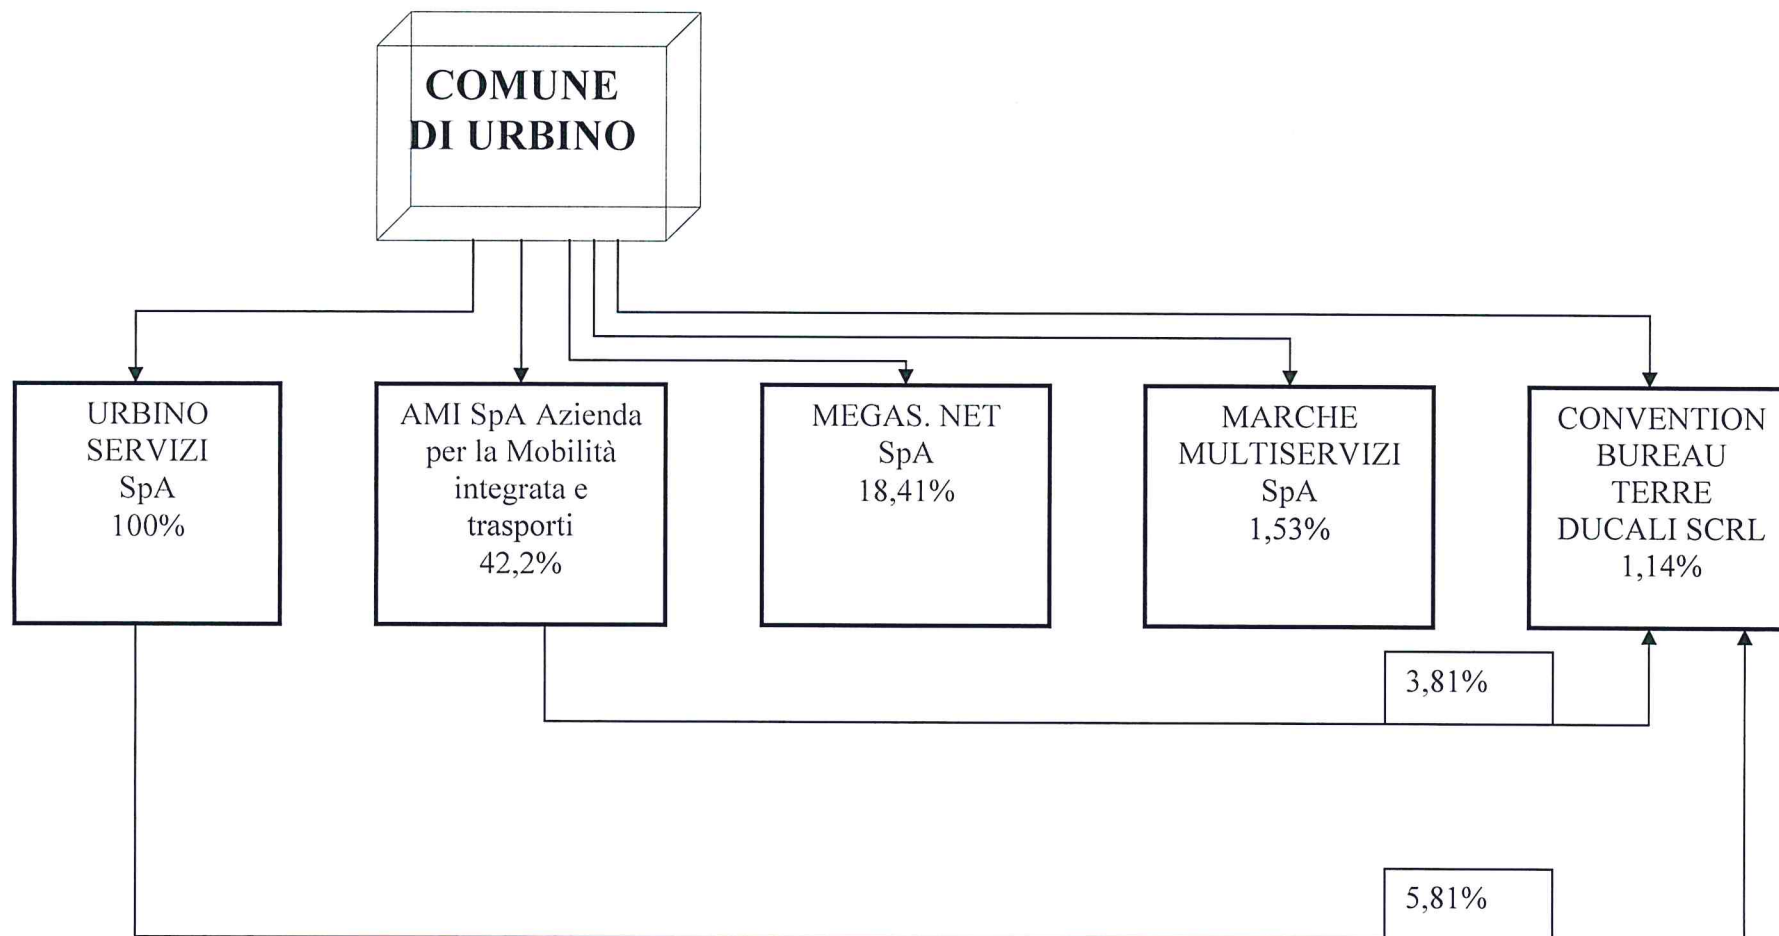 COMUNE
DI URBINO
URBINO
SERVIZI
SpA
100%
AMI SpA Azienda
per la Mobilità
integrata e
trasporti
42,2%
MEGAS. NET
SpA
18,41%
MARCHE
MULTISERVIZI
SpA
1,53%
CONVENTION
BUREAU
TERRE
DUCALI SCRL
1,14%
3,81%
5,81%